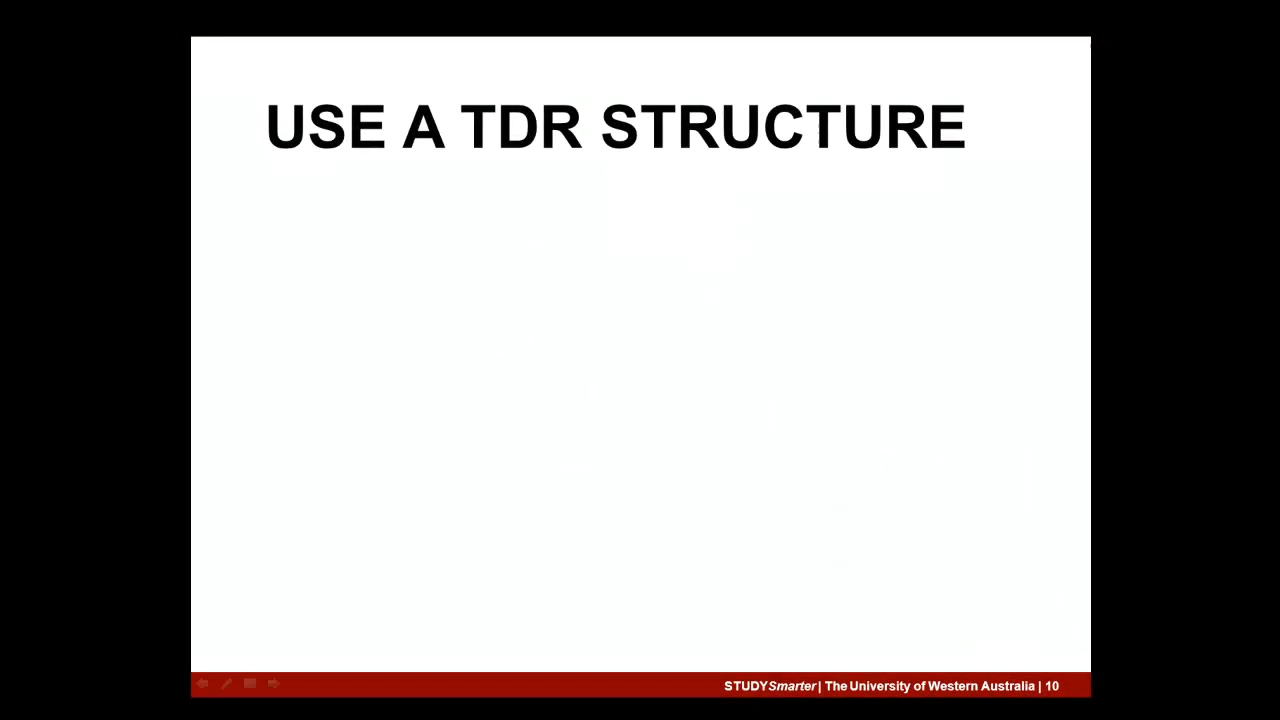 USE A TDR STRUCTURE
STUDYSmarter | The University of Western Australia | 10